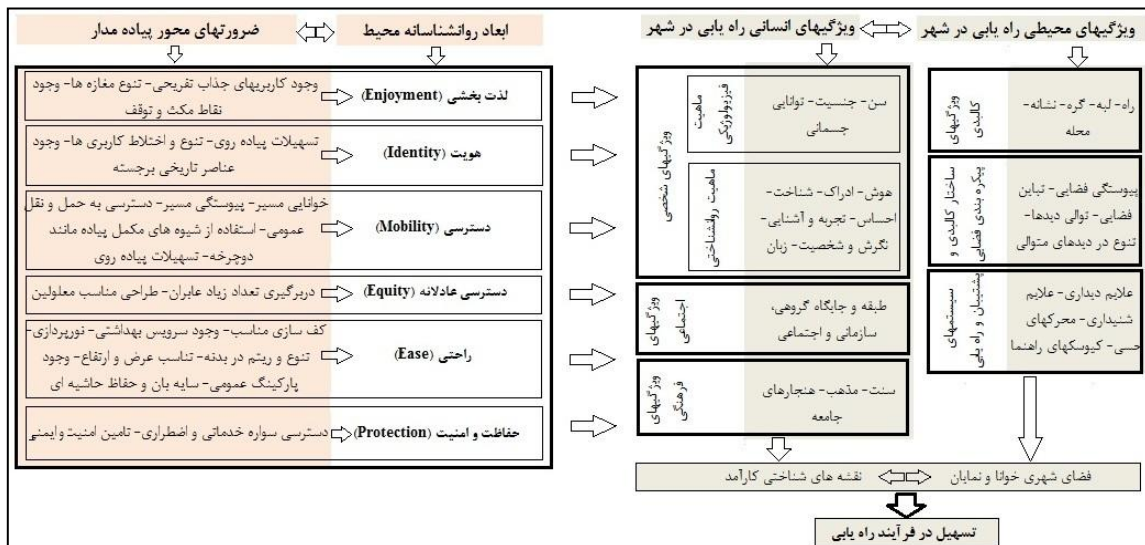 ویژگیهای محیطی راه یابی در شهر
ویژگیهای انسانی راه یابی در شهر
ابعاد روانشناسانه محیط
ضرورتهای محور پیاده مدار
ویژگیهای
کالبدی
راه- لبه- گره- نشانه-
محله
ساختار کالبدی و
پیکره بندی فضایی
پیوستگی فضایی- تباین
فضایی- توالی دیدها-
تنوع در دیدهای متوالی
سیستمهای
پشتیبان و راه یابی
علایم دیداری- علایم
شنیداری- محرکهای
حسی- کیوسکهای راهنما
ویژگیهای شخصی
ماهیت
فیزیولوژیکی
سن- جنسیت- توانایی
جسمانی
ماهیت روانشناختی
هوش- ادراک- شناخت-
احساس- تجربه و آشنایی-
نگرش و شخصیت- زبان
ویژگیهای
اجتماعی
طبقه و جایگاه گروهی،
سازمانی و اجتماعی
ویژگیهای
فرهنگی
سنت- مذهب- هنجارهای
جامعه
لذت بخشی (Enjoyment)
وجود کاربریهای جذاب تفریحی- تنوع مغازه ها- وجود
نقاط مکث و توقف
هویت (Identity)
تسهیلات پیاده روی- تنوع و اختلاط کاربری ها- وجود
عناصر تاریخی برجسته
دسترسی (Mobility)
خوانایی مسیر- پیوستگی مسیر- دسترسی به حمل و نقل
عمومی- استفاده از شیوه های مکمل پیاده مانند
دوچرخه- تسهیلات پیاده روی
دسترسی عادلانه (Equity)
دربرگیری تعداد زیاد عابران- طراحی مناسب معلولین
راحتی (Ease)
کف سازی مناسب- وجود سرویس بهداشتی- نورپردازی-
تنوع و ریتم در بدنه- تناسب عرض و ارتفاع- وجود
پارکینگ عمومی- سایه بان و حفاظ حاشیه ای
حفاظت و امنیت (Protection)
دسترسی سواره خدماتی و اضطراری- تامین امنیت و ایمنی
فضای شهری خوانا و نمایان
نقشه های شناختی کارآمد
تسهیل در فرآیند راه یابی